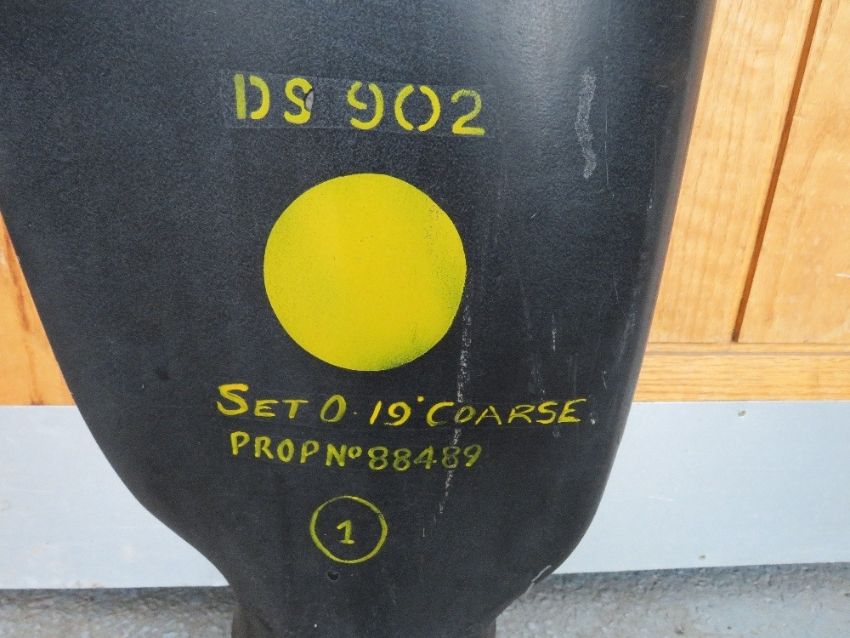 DS 902
SET 0.19° COARSE
PROP No 88489
1